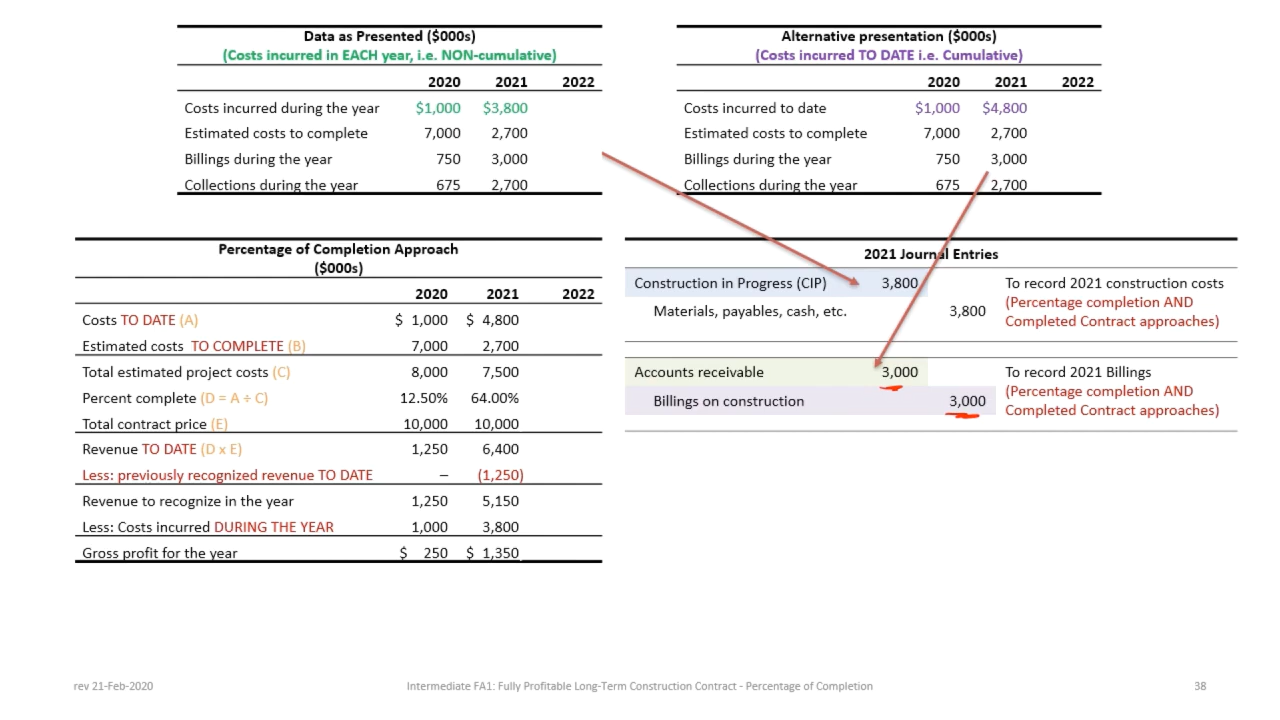 Data as Presented ($000s)
(Costs incurred in EACH year, i.e. NON-cumulative)
2020 2021 2022
Costs incurred during the year $1,000 $3,800
Estimated costs to complete 7,000 2,700
Billings during the year 750 3,000
Collections during the year 675 2,700
Alternative presentation ($000s)
(Costs incurred TO DATE i.e. Cumulative)
2020 2021 2022
Costs incurred to date $1,000 $4,800
Estimated costs to complete 7,000 2,700
Billings during the year 750 3,000
Collections during the year 675 2,700
Percentage of Completion Approach
($000s)
2020 2021 2022
Costs TO DATE (A) $ 1,000 $ 4,800
Estimated costs TO COMPLETE (B) 7,000 2,700
Total estimated project costs (C) 8,000 7,500
Percent complete (D = A ÷ C) 12.50% 64.00%
Total contract price (E) 10,000 10,000
Revenue TO DATE (D x E) 1,250 6,400
Less: previously recognized revenue TO DATE – (1,250)
Revenue to recognize in the year 1,250 5,150
Less: Costs incurred DURING THE YEAR 1,000 3,800
Gross profit for the year $ 250 $ 1,350
2021 Journal Entries
Construction in Progress (CIP) 3,800
Materials, payables, cash, etc. 3,800
To record 2021 construction costs
(Percentage completion AND
Completed Contract approaches)
Accounts receivable 3,000
Billings on construction 3,000
To record 2021 Billings
(Percentage completion AND
Completed Contract approaches)
rev 21-Feb-2020
Intermediate FA1: Fully Profitable Long-Term Construction Contract - Percentage of Completion
38